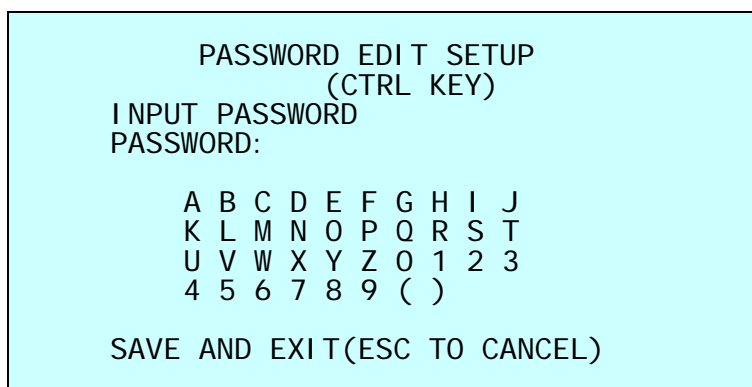 PASSWORD EDIT SETUP
(CTRL KEY)
INPUT PASSWORD
PASSWORD:
A B C D E F G H I J
K L M N O P Q R S T
U V W X Y Z 0 1 2 3
4 5 6 7 8 9 ( )
SAVE AND EXIT(ESC TO CANCEL)